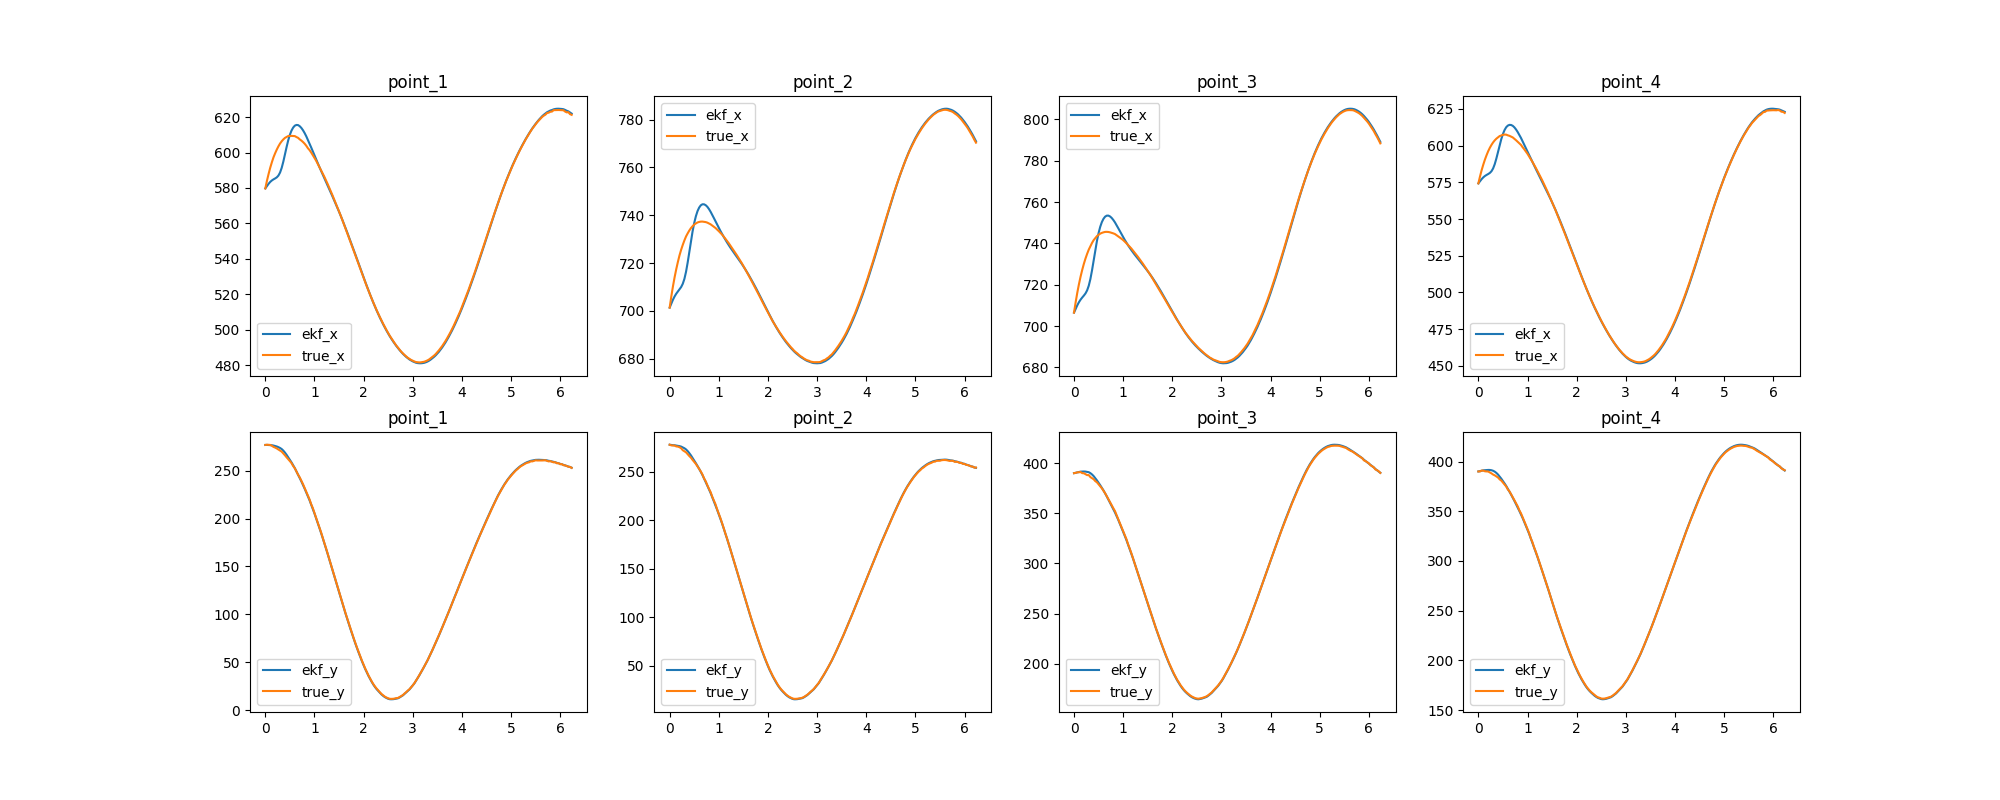 point_1
620
600
580
560
540
520
500
480
ekf_x
true_x
0 1 2 3 4 5 6
point_2
780
760
740
720
700
680
ekf_x
true_x
0 1 2 3 4 5 6
point_3
800
780
760
740
720
700
680
ekf_x
true_x
0 1 2 3 4 5 6
point_4
625
600
575
550
525
500
475
450
ekf_x
true_x
0 1 2 3 4 5 6
point_1
250
200
150
100
50
0
ekf_y
true_y
0 1 2 3 4 5 6
point_2
250
200
150
100
50
ekf_y
true_y
0 1 2 3 4 5 6
point_3
400
350
300
250
200
ekf_y
true_y
0 1 2 3 4 5 6
point_4
400
350
300
250
200
150
ekf_y
true_y
0 1 2 3 4 5 6